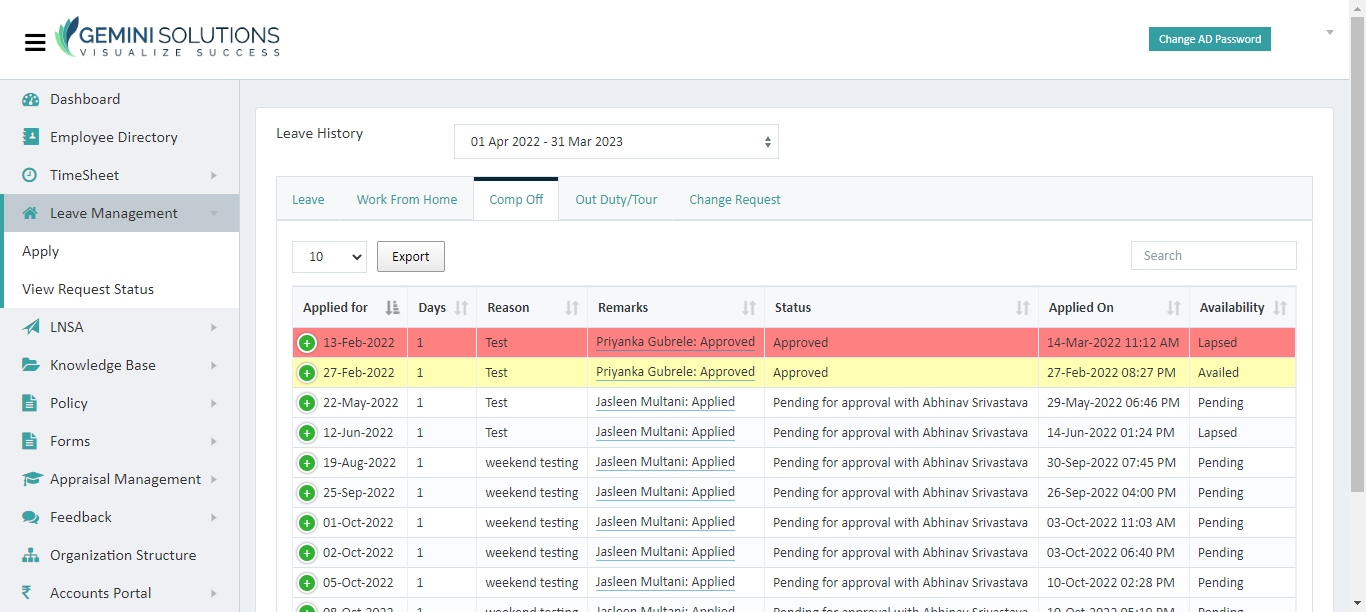 GEMINI SOLUTIONS
VISUALIZE SUCCESS
Change AD Password
Dashboard
Employee Directory
TimeSheet
Leave Management
Apply
View Request Status
LNSA
Knowledge Base
Policy
Forms
Appraisal Management
Feedback
Organization Structure
Accounts Portal
Leave History 01 Apr 2022 - 31 Mar 2023
Leave Work From Home Comp Off Out Duty/Tour Change Request
10 Export Search
Applied for Days Reason Remarks Status Applied On Availability
13-Feb-2022 1 Test Priyanka Gubrele: Approved Approved 14-Mar-2022 11:12 AM Lapsed
27-Feb-2022 1 Test Priyanka Gubrele: Approved Approved 27-Feb-2022 08:27 PM Availed
22-May-2022 1 Test Jasleen Multani: Applied Pending for approval with Abhinav Srivastava 29-May-2022 06:46 PM Pending
12-Jun-2022 1 Test Jasleen Multani: Applied Pending for approval with Abhinav Srivastava 14-Jun-2022 01:24 PM Lapsed
19-Aug-2022 1 weekend testing Jasleen Multani: Applied Pending for approval with Abhinav Srivastava 30-Sep-2022 07:45 PM Pending
25-Sep-2022 1 weekend testing Jasleen Multani: Applied Pending for approval with Abhinav Srivastava 26-Sep-2022 04:00 PM Pending
01-Oct-2022 1 weekend testing Jasleen Multani: Applied Pending for approval with Abhinav Srivastava 03-Oct-2022 11:03 AM Pending
02-Oct-2022 1 weekend testing Jasleen Multani: Applied Pending for approval with Abhinav Srivastava 03-Oct-2022 06:40 PM Pending
05-Oct-2022 1 weekend testing Jasleen Multani: Applied Pending for approval with Abhinav Srivastava 10-Oct-2022 02:28 PM Pending
08-Oct-2022 1 weekend testing Jasleen Multani: Applied Pending for approval with Abhinav Srivastava 10-Oct-2022 05:19 PM Pending